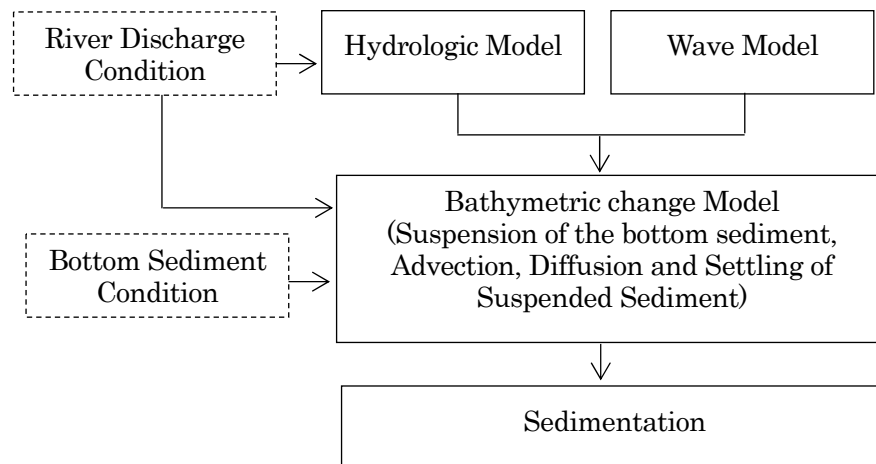 River Discharge
Condition
Hydrologic Model
Wave Model
Bathymetric change Model
(Suspension of the bottom sediment,
Advection, Diffusion and Settling of
Suspended Sediment)
Bottom Sediment
Condition
Sedimentation